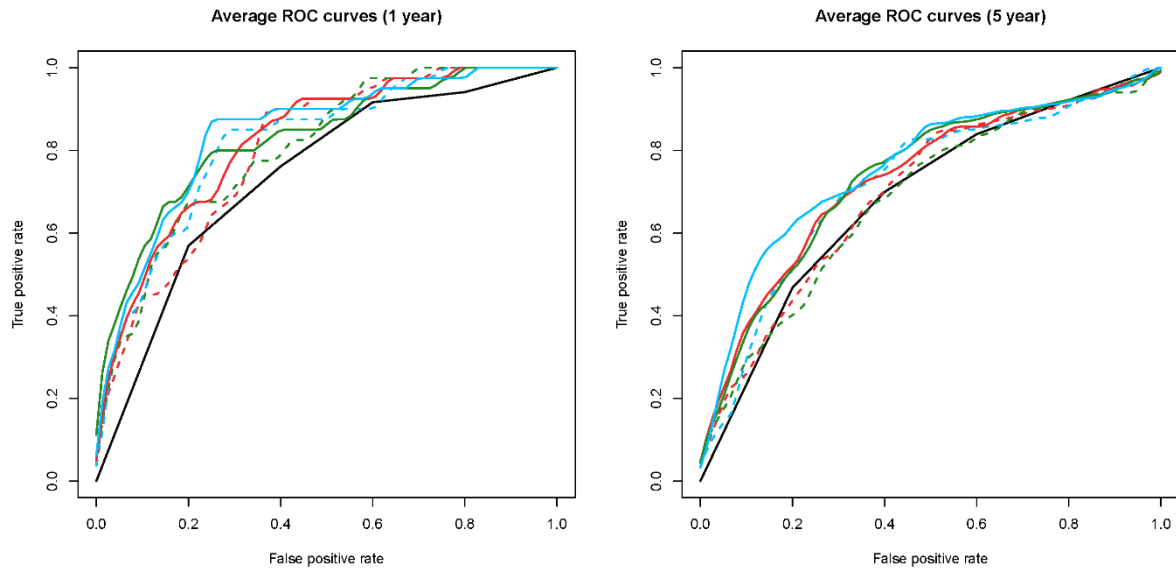 Average ROC curves (1 year)
True positive rate
1.0
0.8
0.6
0.4
0.2
0.0
0.0 0.2 0.4 0.6 0.8 1.0
False positive rate
Average ROC curves (5 year)
True positive rate
1.0
0.8
0.6
0.4
0.2
0.0
0.0 0.2 0.4 0.6 0.8 1.0
False positive rate